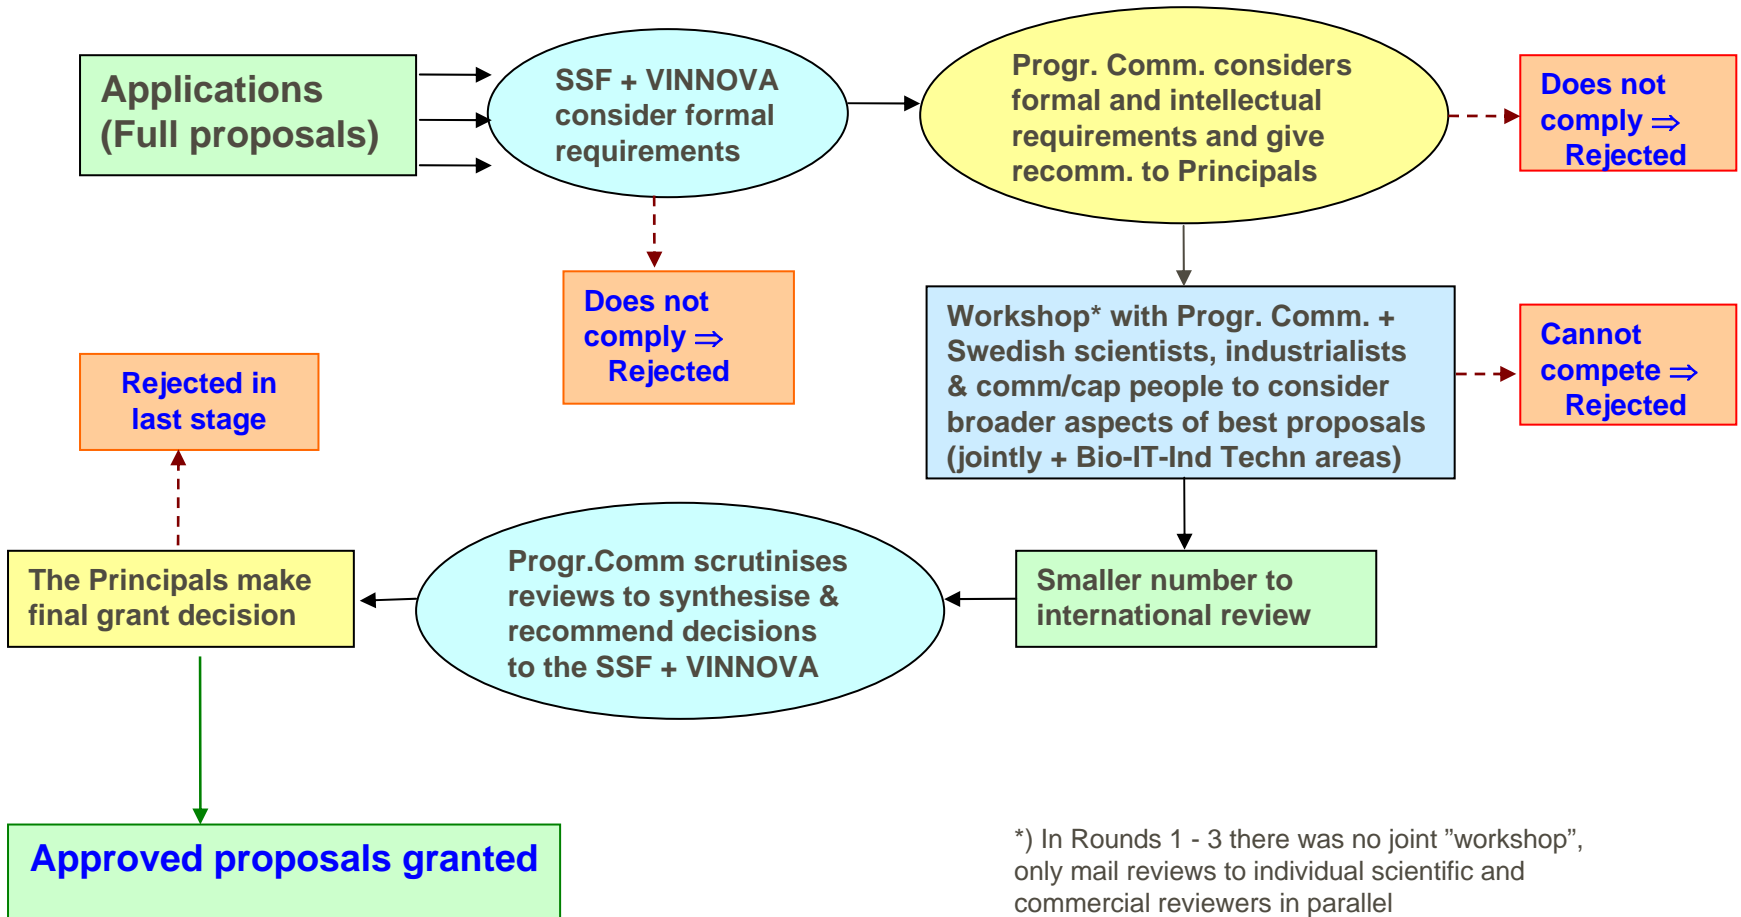 Applications
(Full proposals)
SSF + VINNOVA
consider formal
requirements
Progr. Comm. considers
formal and intellectual
requirements and give
recomm. to Principals
Does not
comply ⇒
Rejected
Does not
comply ⇒
Rejected
Workshop* with Progr. Comm. +
Swedish scientists, industrialists
& comm/cap people to consider
broader aspects of best proposals
(jointly + Bio-IT-Ind Techn areas)
Cannot
compete ⇒
Rejected
Rejected in
last stage
The Principals make
final grant decision
Progr.Comm scrutinises
reviews to synthesise &
recommend decisions
to the SSF + VINNOVA
Smaller number to
international review
Approved proposals granted
*) In Rounds 1 - 3 there was no joint ”workshop”,
only mail reviews to individual scientific and
commercial reviewers in parallel